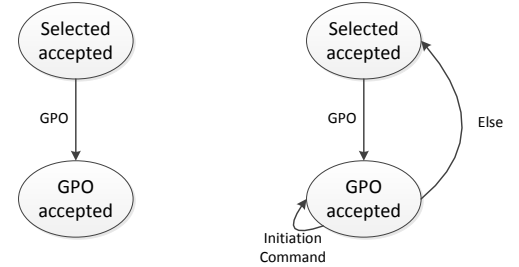 Selected
accepted
GPO
GPO
accepted
Selected
accepted
GPO
Else
GPO
accepted
Initiation
Command